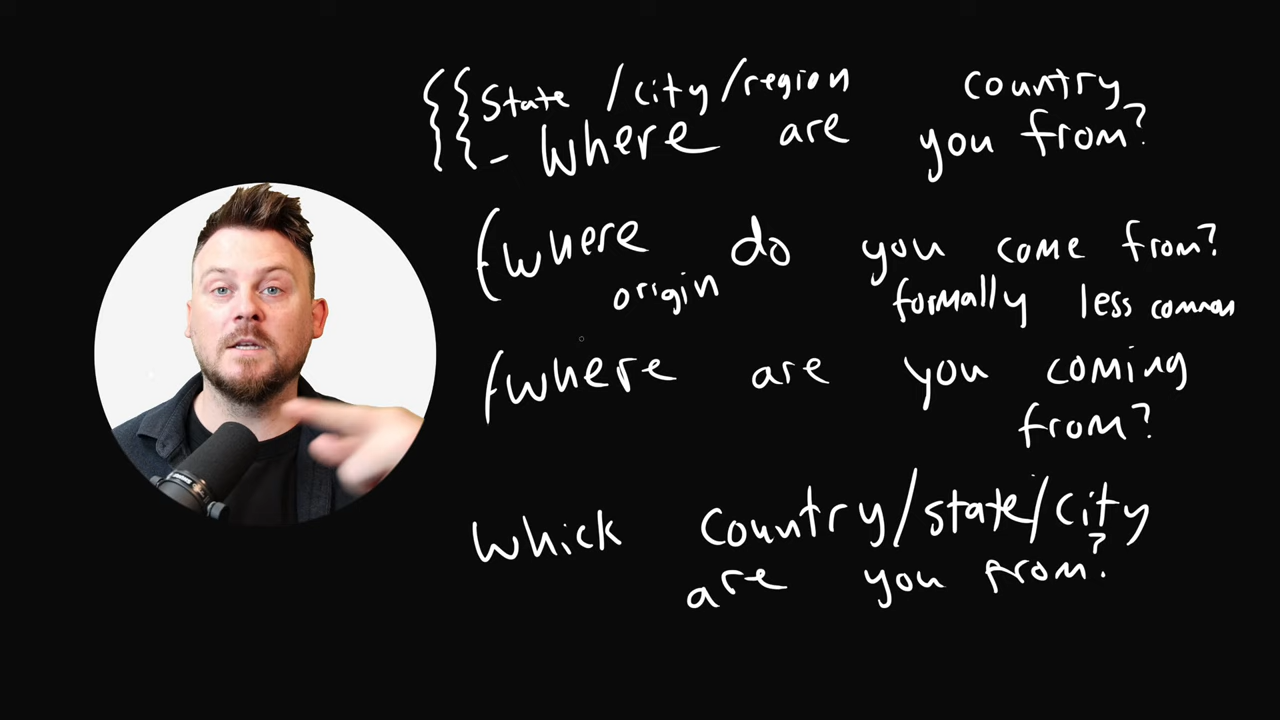 {{State /city/region country
- Where are you from?
(where do you come from?
origin formally less common
(where are you coming
from?
Whick country/state/city
are you from?
?